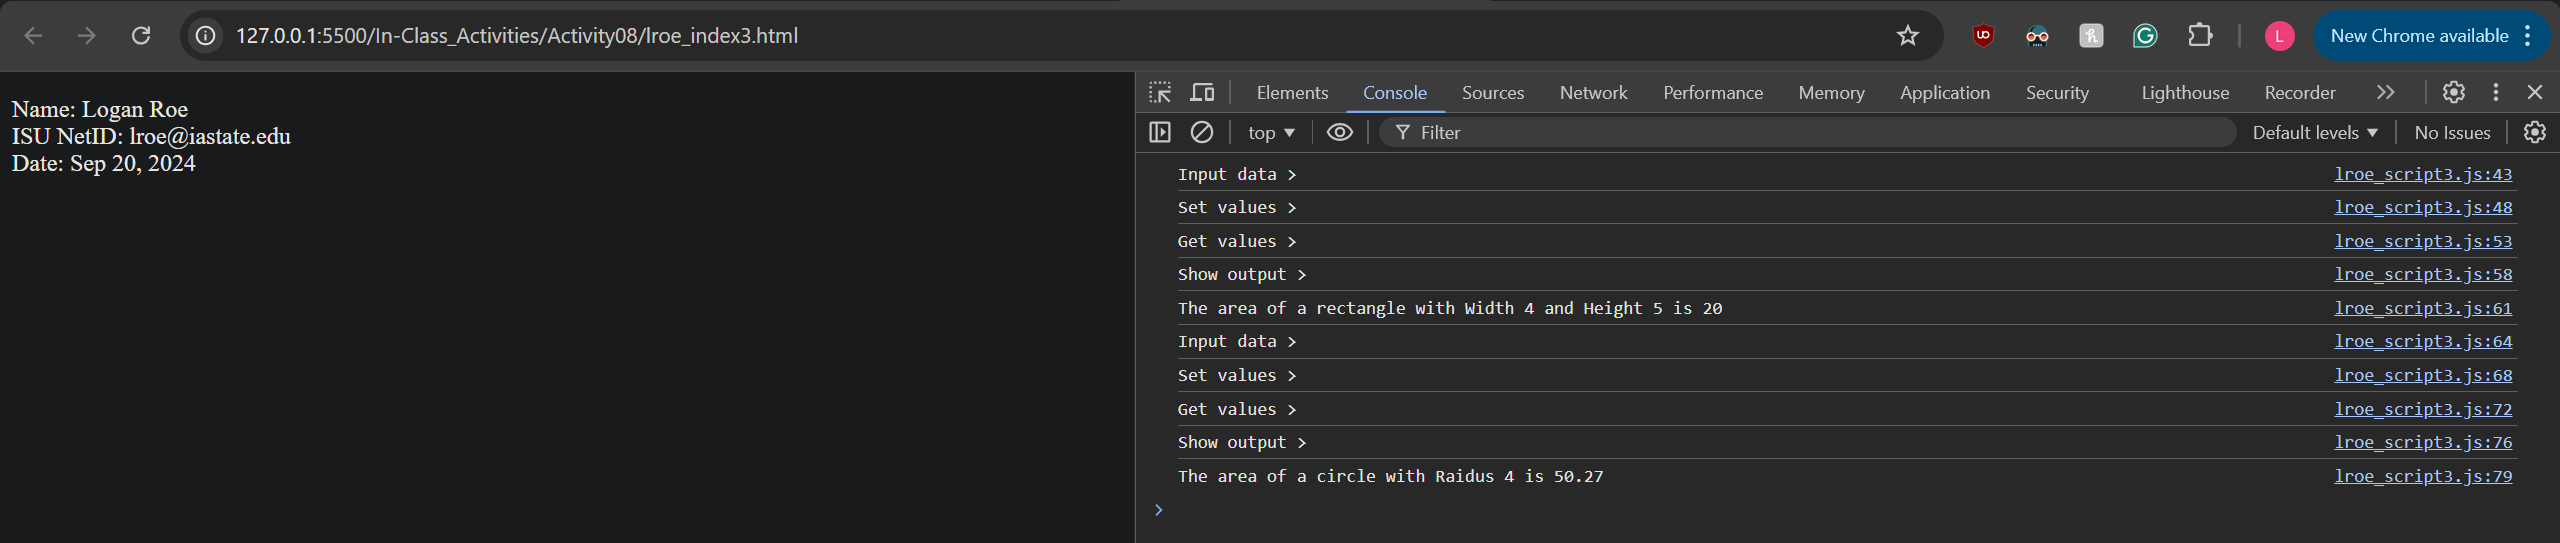 127.0.0.1:5500/In-Class_Activities/Activity08/lroe_index3.html
L
New Chrome available
Name: Logan Roe
ISU NetID: lroe@iastate.edu
Date: Sep 20, 2024
Elements Console Sources Network Performance Memory Application Security Lighthouse Recorder
top Filter Default levels No Issues
Input data > lroe_script3.js:43
Set values > lroe_script3.js:48
Get values > lroe_script3.js:53
Show output > lroe_script3.js:58
The area of a rectangle with Width 4 and Height 5 is 20 lroe_script3.js:61
Input data > lroe_script3.js:64
Set values > lroe_script3.js:68
Get values > lroe_script3.js:72
Show output > lroe_script3.js:76
The area of a circle with Raidus 4 is 50.27 lroe_script3.js:79